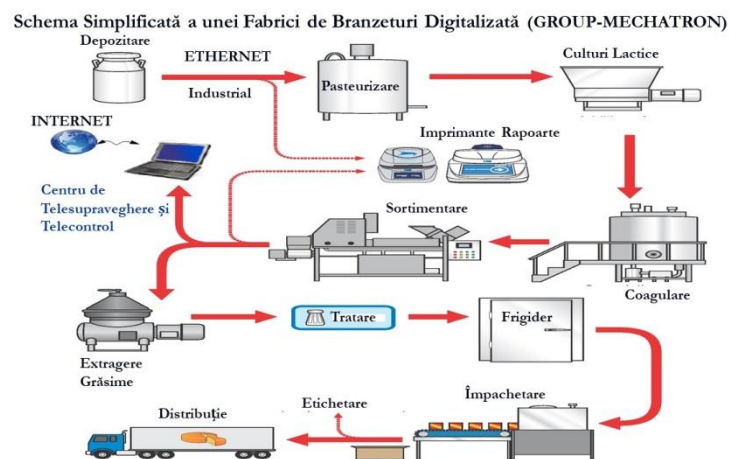 Schema Simplificată a unei Fabrici de Branzeturi Digitalizată (GROUP-MECHATRON)
Depozitare
ETHERNET
Industrial
Pasteurizare
Culturi Lactice
INTERNET
Imprimante Rapoarte
Centru de
Telesupraveghere și
Telecontrol
Sortimentare
Coagulare
Extragere
Grăsime
Tratare
Frigider
Împachetare
Etichetare
Distribuție